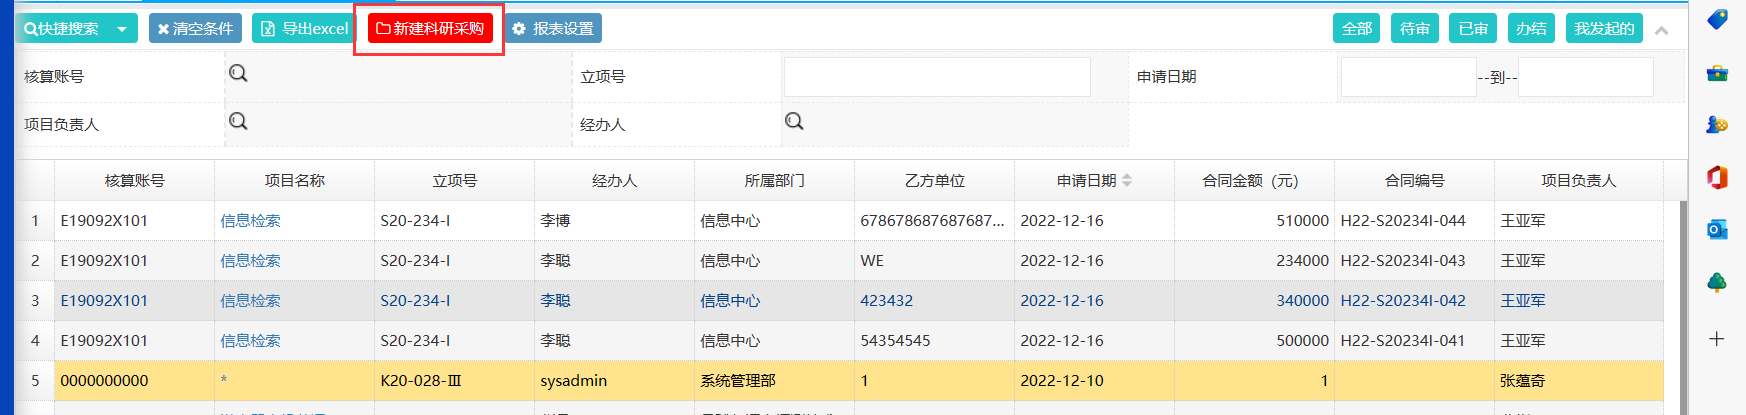 快捷搜索 清空条件 导出excel 新建科研采购 报表设置 全部 待审 已审 办结 我发起的
核算账号 立项号 申请日期 --到--
项目负责人 经办人
核算账号 项目名称 立项号 经办人 所属部门 乙方单位 申请日期 合同金额（元） 合同编号 项目负责人
1 E19092X101 信息检索 S20-234-I 李博 信息中心 678678687687687... 2022-12-16 510000 H22-S20234I-044 王亚军
2 E19092X101 信息检索 S20-234-I 李聪 信息中心 WE 2022-12-16 234000 H22-S20234I-043 王亚军
3 E19092X101 信息检索 S20-234-I 李聪 信息中心 423432 2022-12-16 340000 H22-S20234I-042 王亚军
4 E19092X101 信息检索 S20-234-I 李聪 信息中心 54354545 2022-12-16 500000 H22-S20234I-041 王亚军
5 0000000000 * K20-028-Ⅲ sysadmin 系统管理部 1 2022-12-10 1 张蕴奇